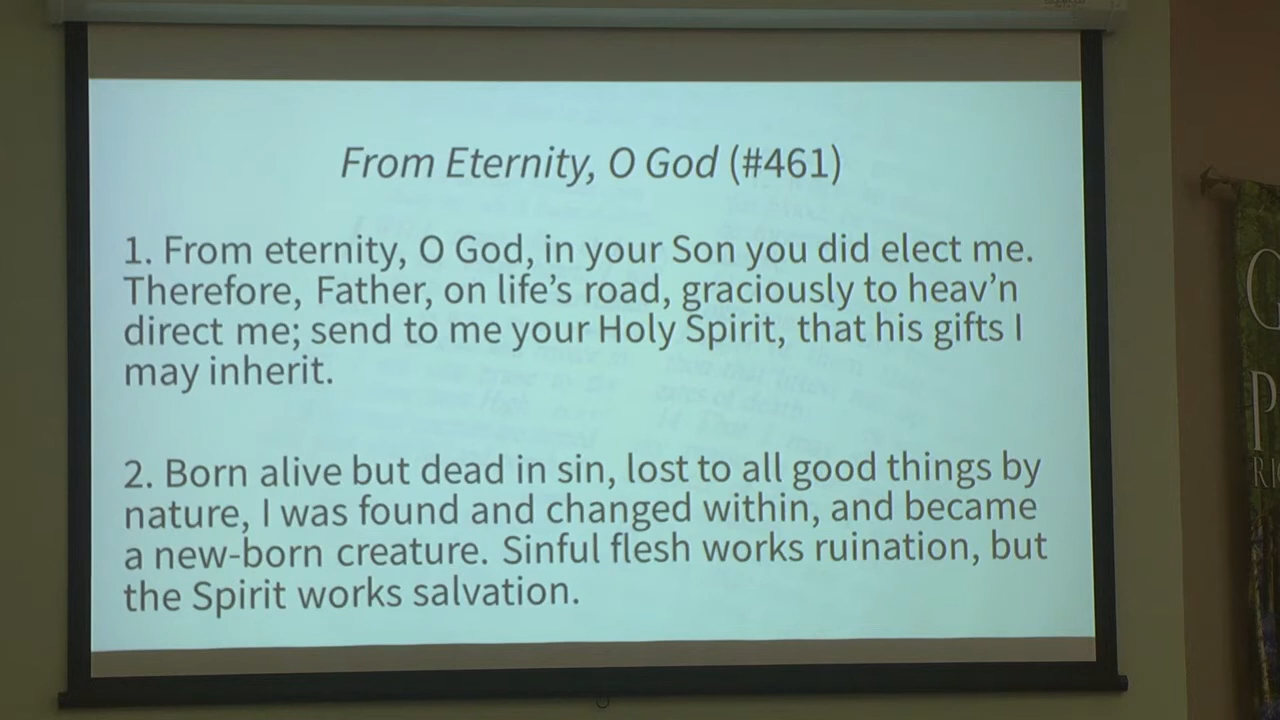 From Eternity, O God (#461)
1. From eternity, O God, in your Son you did elect me.
Therefore, Father, on life's road, graciously to heav'n
direct me; send to me your Holy Spirit, that his gifts I
may inherit.
2. Born alive but dead in sin, lost to all good things by
nature, I was found and changed within, and became
a new-born creature. Sinful flesh works ruination, but
the Spirit works salvation.